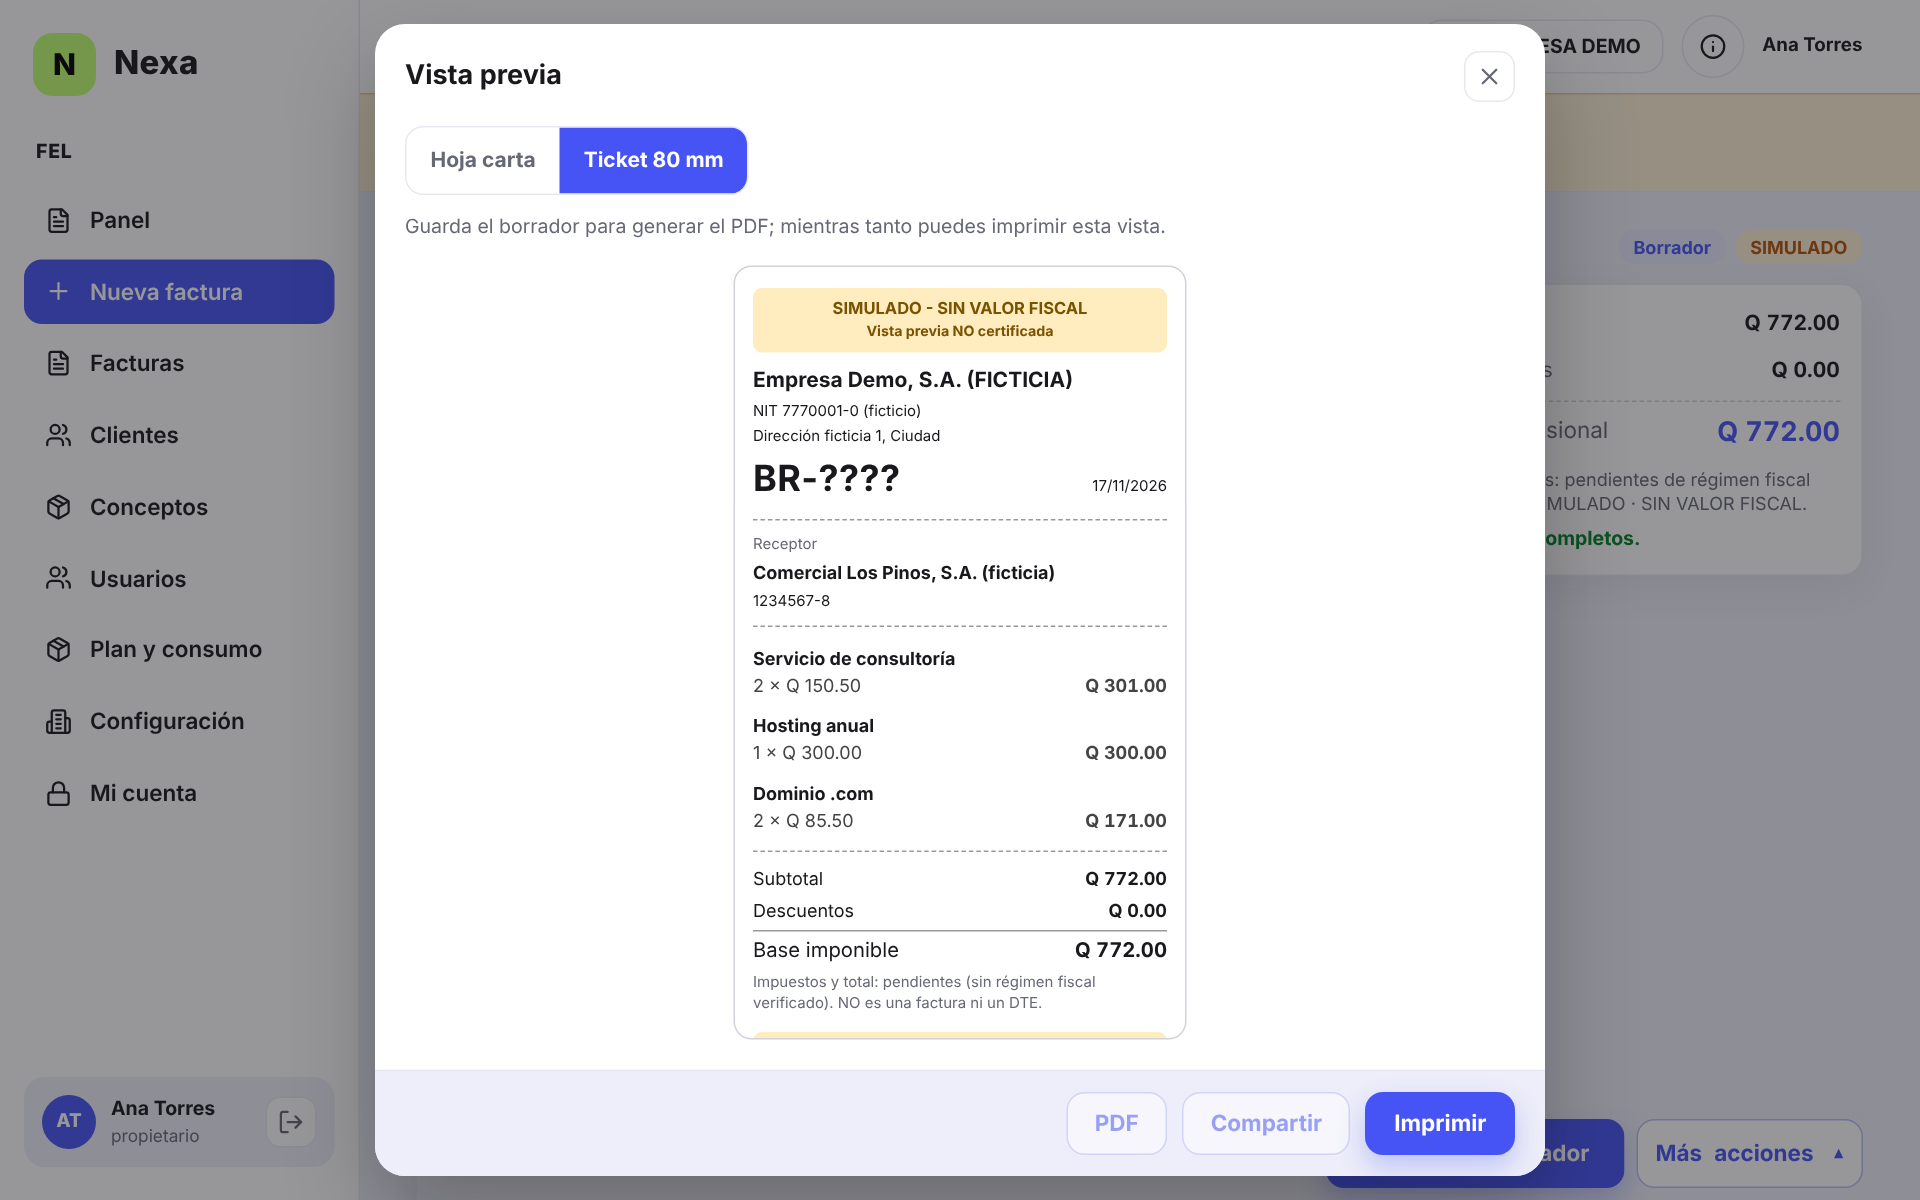 N Nexa
FEL
Panel
Nueva factura
Facturas
Clientes
Conceptos
Usuarios
Plan y consumo
Configuración
Mi cuenta
AT
Ana Torres
propietario
DEMO
Ana Torres
Borrador
SIMULADO
Q 772.00
Q 0.00
Q 772.00
pendientes de régimen fiscal
SIN VALOR FISCAL.
Más acciones ▲
Vista previa
Hoja carta
Ticket 80 mm
Guarda el borrador para generar el PDF; mientras tanto puedes imprimir esta vista.
SIMULADO - SIN VALOR FISCAL
Vista previa NO certificada
Empresa Demo, S.A. (FICTICIA)
NIT 7770001-0 (ficticio)
Dirección ficticia 1, Ciudad
BR-???? 17/11/2026
Receptor
Comercial Los Pinos, S.A. (ficticia)
1234567-8
Servicio de consultoría
2 × Q 150.50 Q 301.00
Hosting anual
1 × Q 300.00 Q 300.00
Dominio .com
2 × Q 85.50 Q 171.00
Subtotal Q 772.00
Descuentos Q 0.00
Base imponible Q 772.00
Impuestos y total: pendientes (sin régimen fiscal
verificado). NO es una factura ni un DTE.
PDF
Compartir
Imprimir